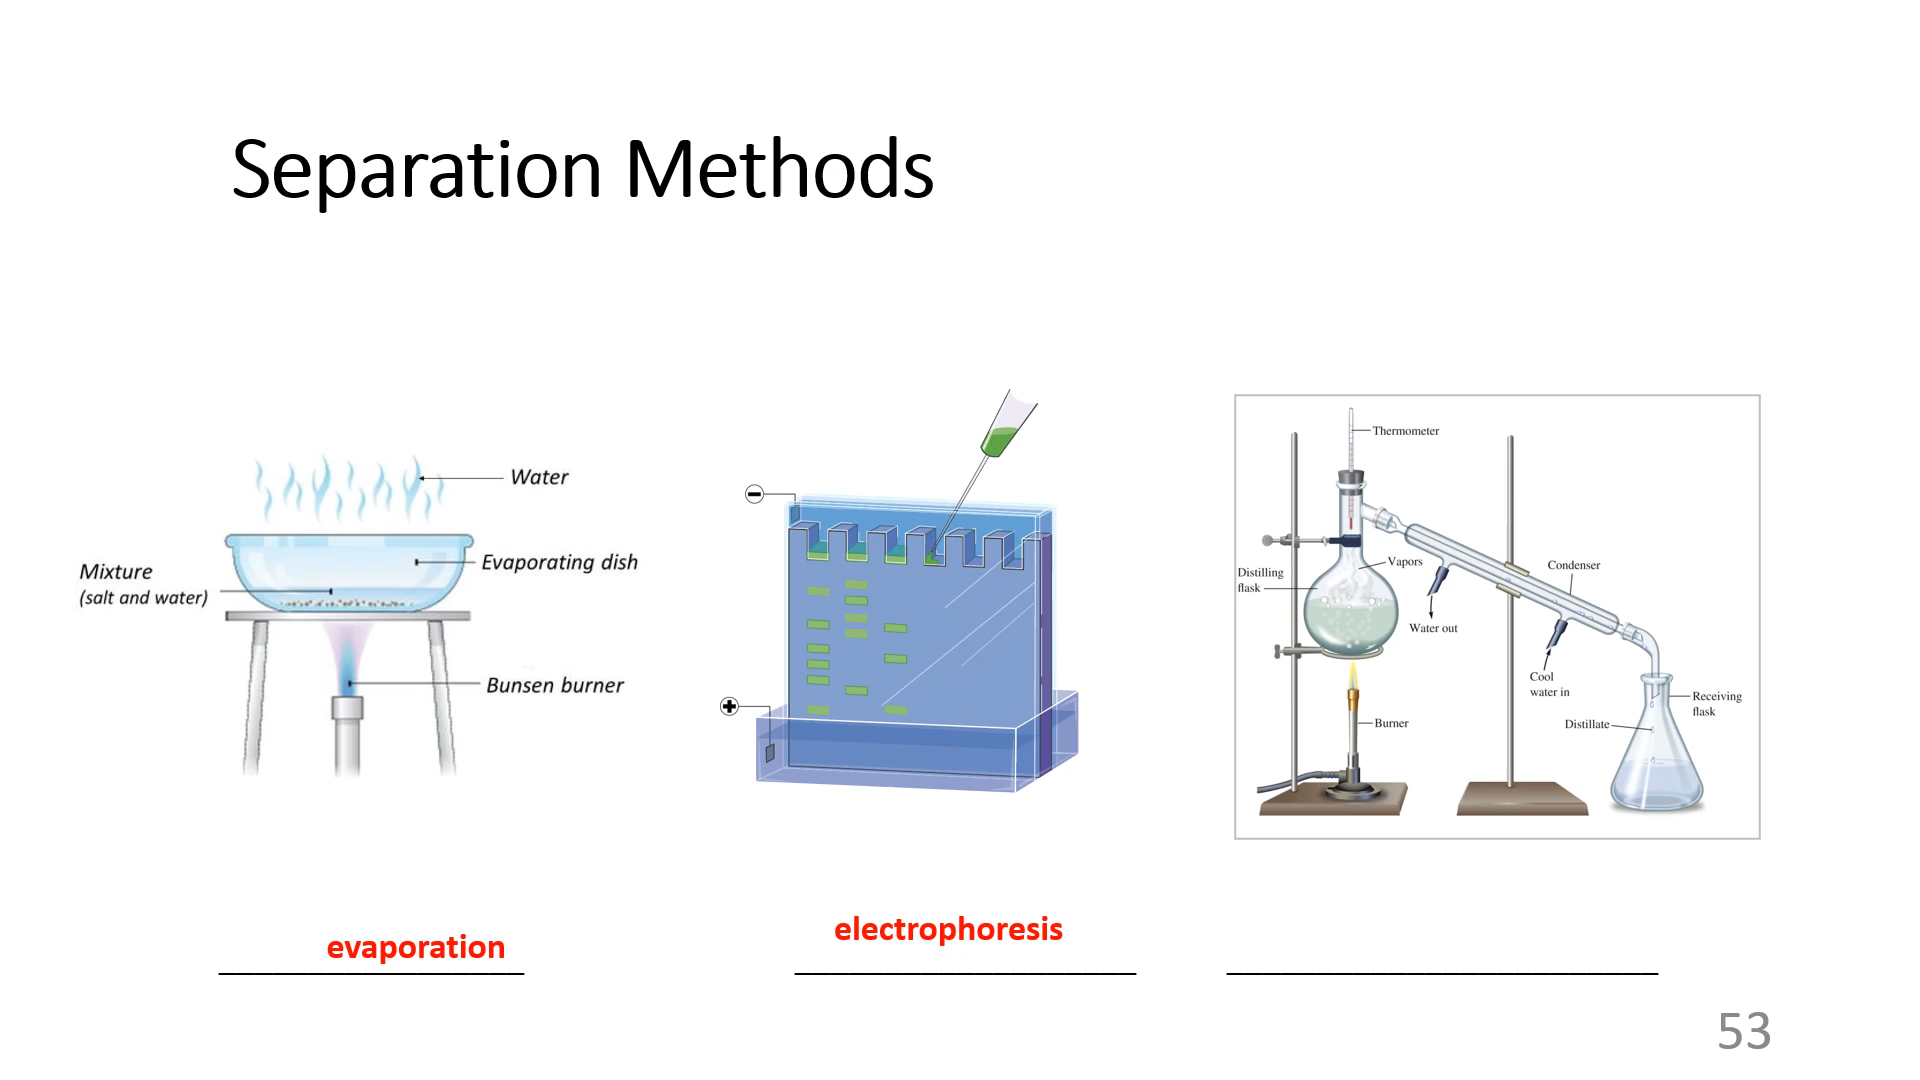 Separation Methods
Water
Evaporating dish
Mixture
(salt and water)
Bunsen burner
evaporation
−
+
electrophoresis
Thermometer
Vapors
Condenser
Distilling
flask
Water out
Cool
water in
Receiving
flask
Distillate
Burner
53